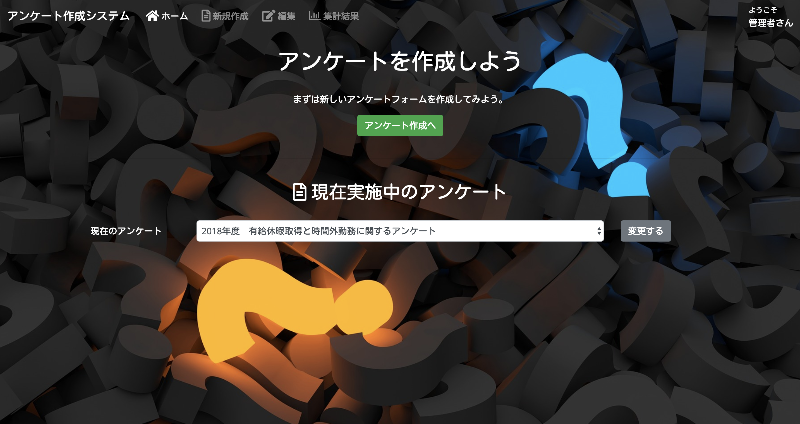 アンケート作成システム ホーム 新規作成 編集 集計結果
ようこそ
管理者さん
アンケートを作成しよう
まずは新しいアンケートフォームを作成してみよう。
アンケート作成へ
現在実施中のアンケート
現在のアンケート 2018年度 有給休暇取得と時間外勤務に関するアンケート 変更する